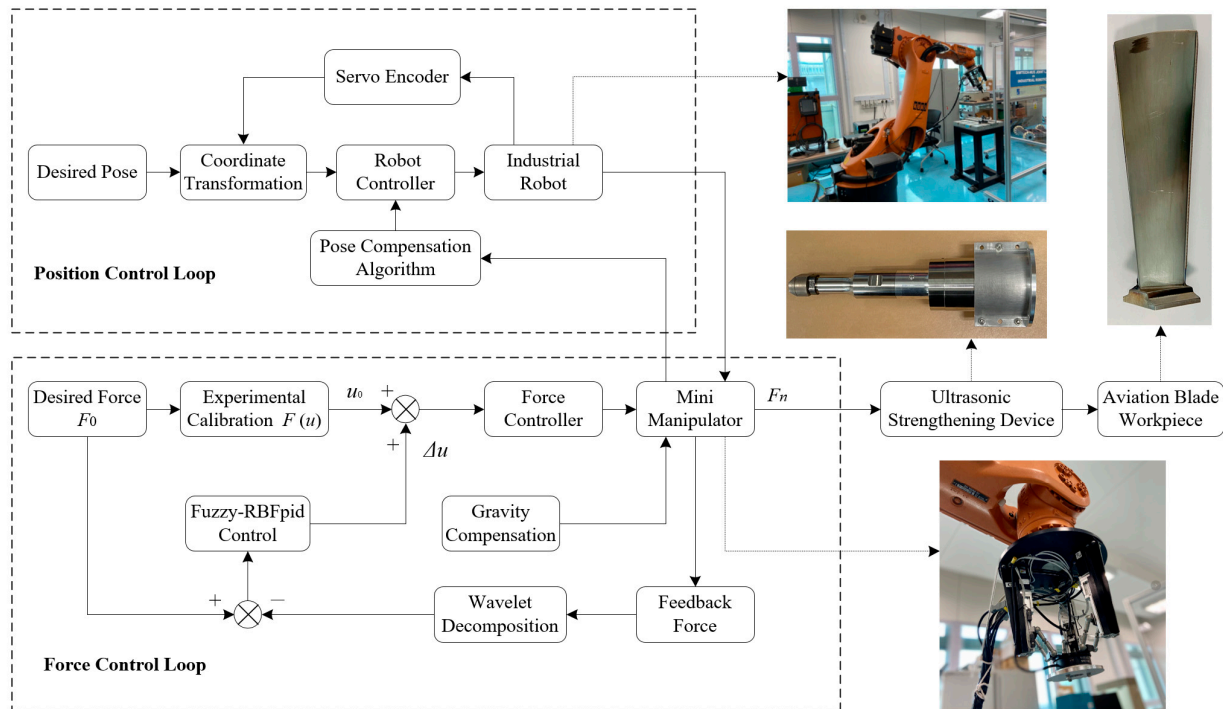 Servo Encoder
Desired Pose
Coordinate
Transformation
Robot
Controller
Industrial
Robot
Pose Compensation
Algorithm
Position Control Loop
Desired Force
F0
Experimental
Calibration F (u)
u0
+
+
Δu
Force
Controller
Mini
Manipulator
Fn
Ultrasonic
Strengthening Device
Aviation Blade
Workpiece
Fuzzy-RBFpid
Control
Gravity
Compensation
+
−
Wavelet
Decomposition
Feedback
Force
Force Control Loop